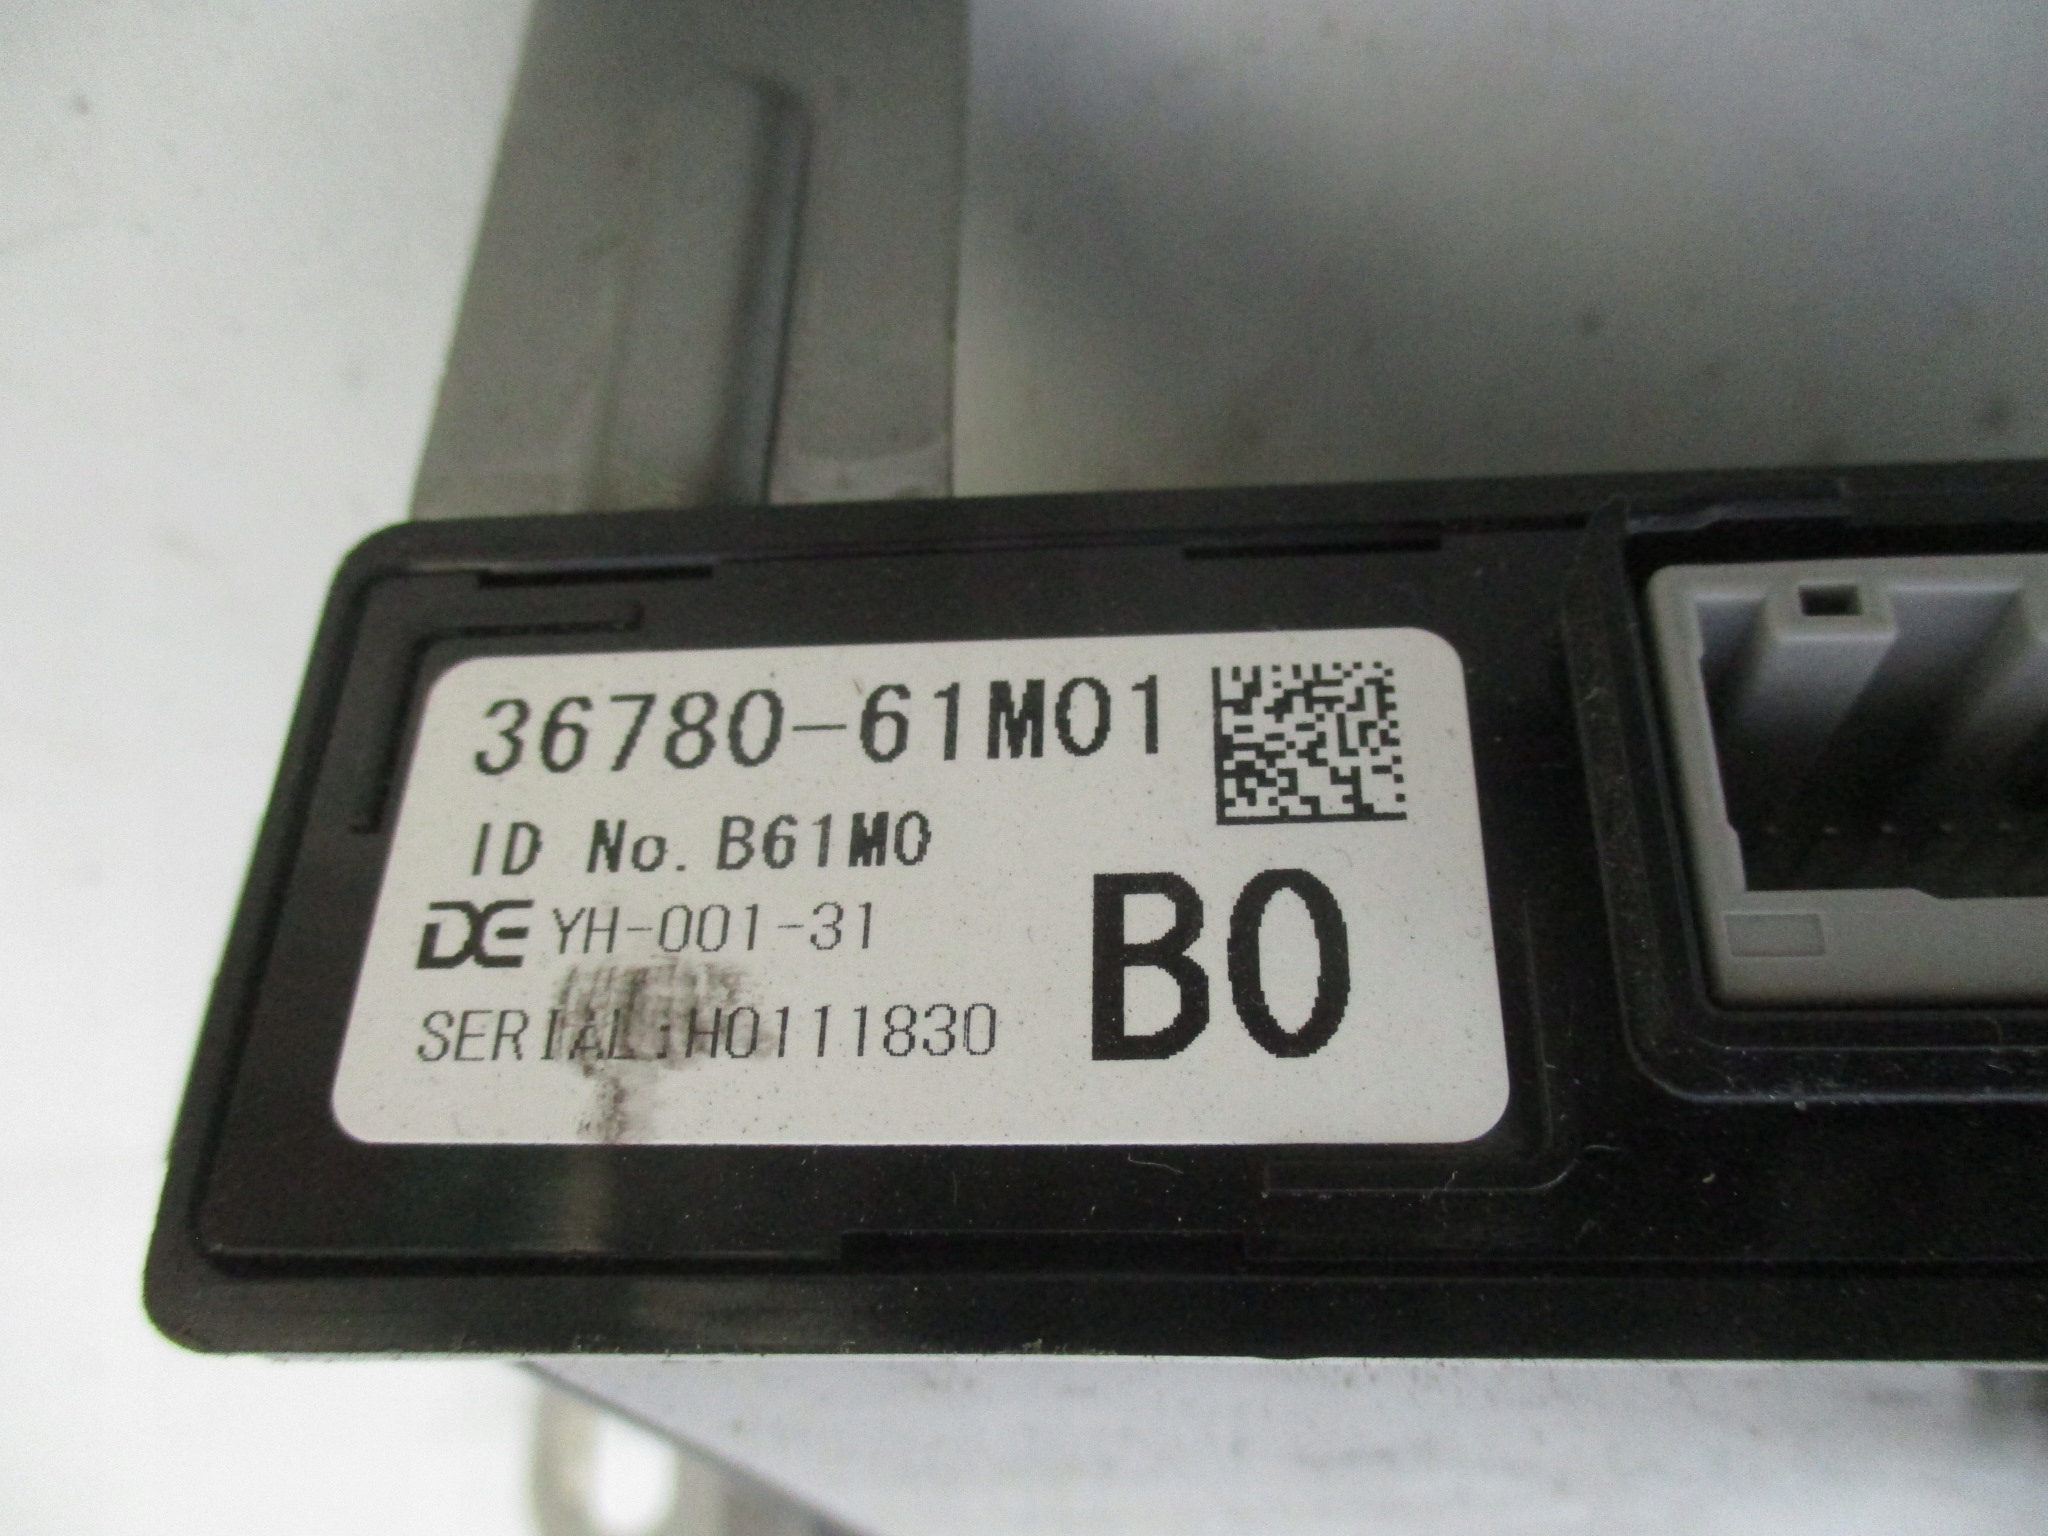 36780-61M01
ID No. B61M0
DE YH-001-31
SERIAL:H0111830
B0